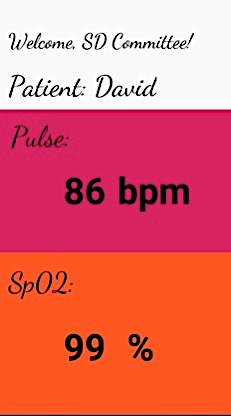 Welcome, SD Committee!
Patient: David
Pulse:
86 bpm
SpO2:
99 %